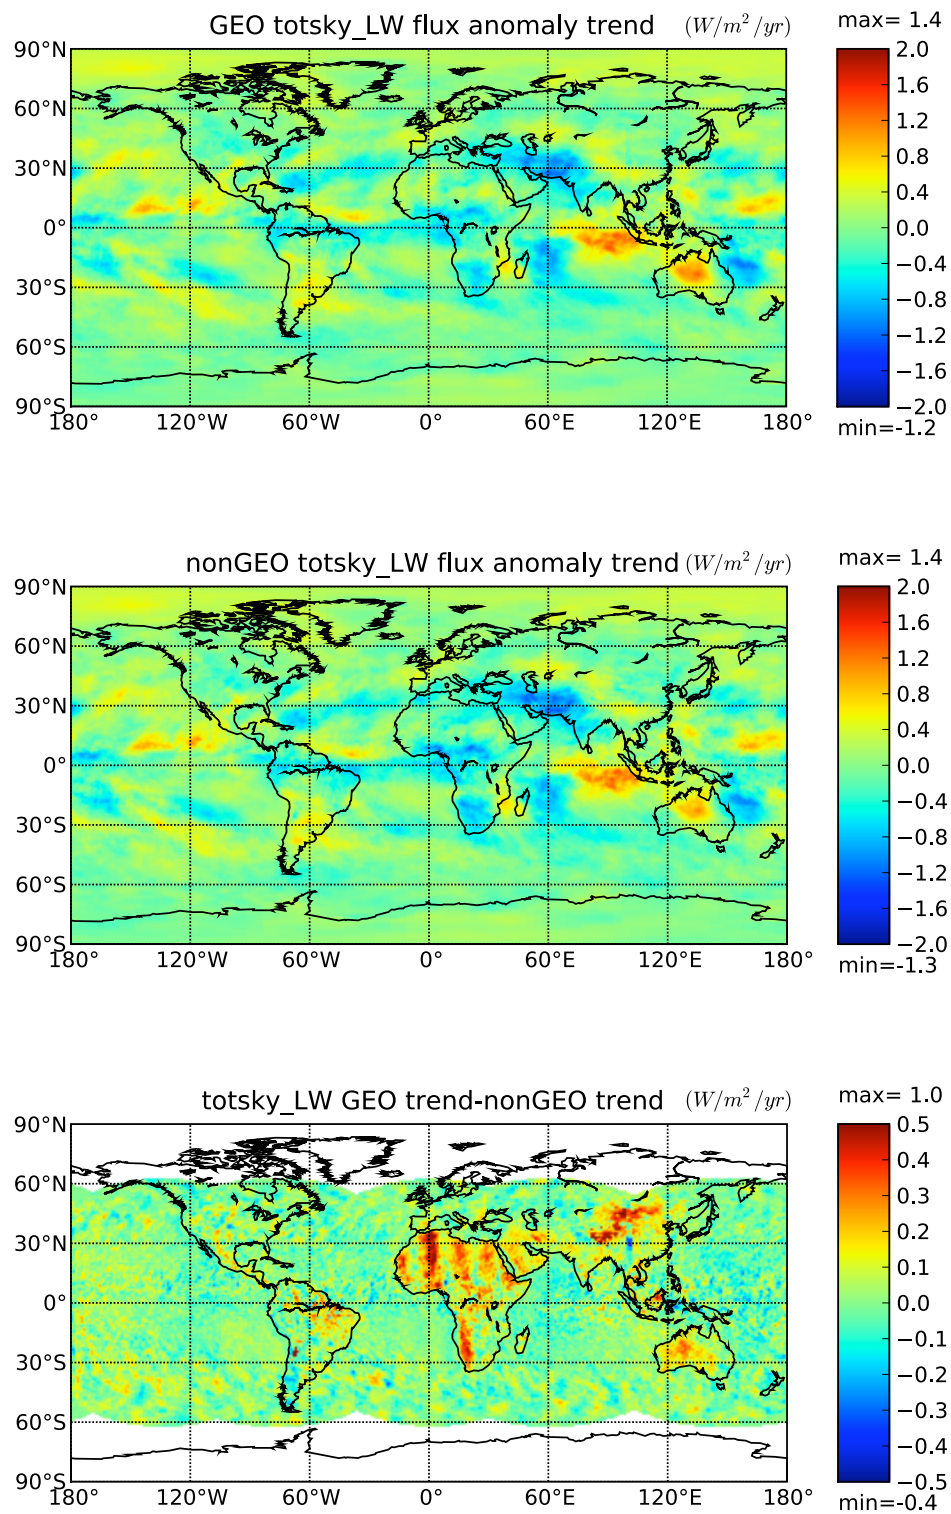 GEO totsky_LW flux anomaly trend (W/m²/yr) max= 1.4
90°N 2.0
60°N 1.6
30°N 1.2
0.8
0° 0.4
0.0
30°S −0.4
−0.8
60°S −1.2
−1.6
90°S −2.0
180° 120°W 60°W 0° 60°E 120°E 180° min=-1.2
nonGEO totsky_LW flux anomaly trend (W/m²/yr) max= 1.4
90°N 2.0
60°N 1.6
30°N 1.2
0.8
0° 0.4
0.0
30°S −0.4
−0.8
60°S −1.2
−1.6
90°S −2.0
180° 120°W 60°W 0° 60°E 120°E 180° min=-1.3
totsky_LW GEO trend-nonGEO trend (W/m²/yr) max= 1.0
90°N 0.5
60°N 0.4
30°N 0.3
0.2
0° 0.1
0.0
30°S −0.1
−0.2
60°S −0.3
−0.4
90°S −0.5
180° 120°W 60°W 0° 60°E 120°E 180° min=-0.4